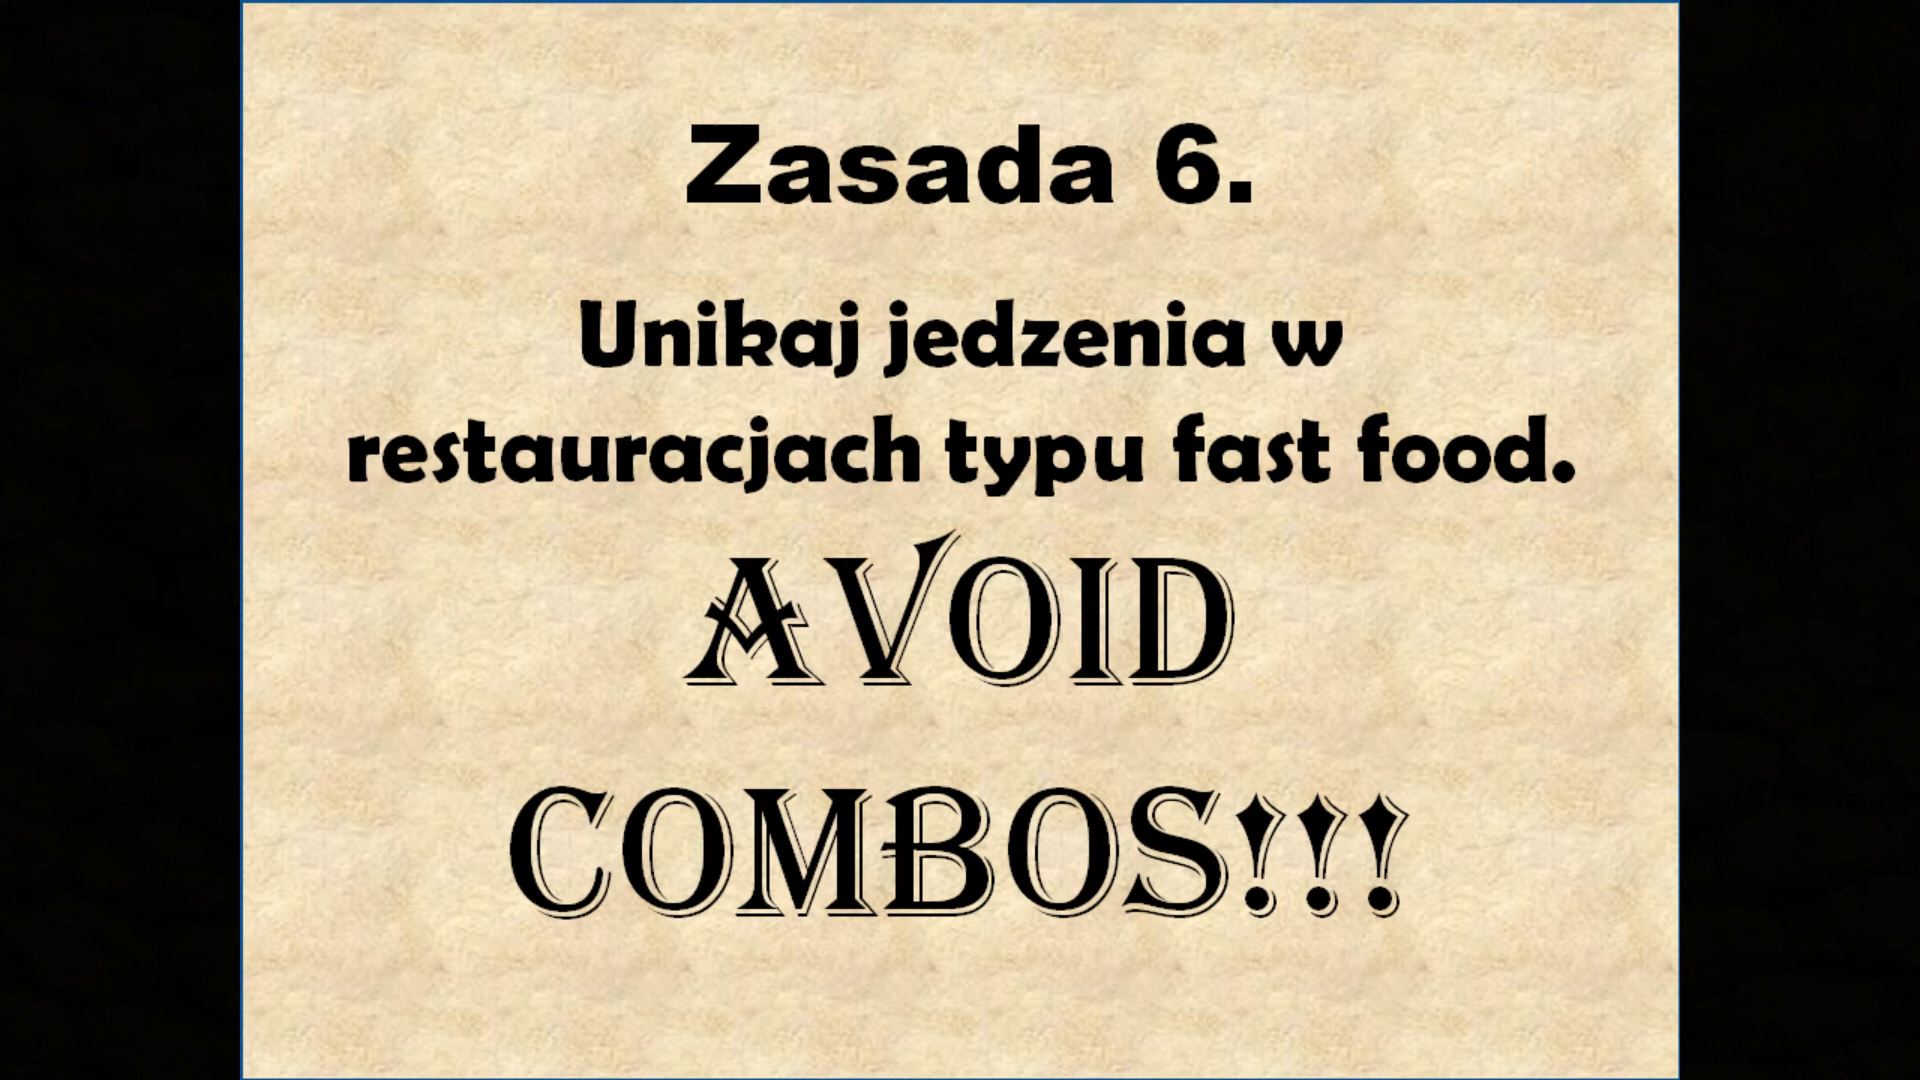 Zasada 6.
Unikaj jedzenia w
restauracjach typu fast food.
AVOID
COMBOS!!!